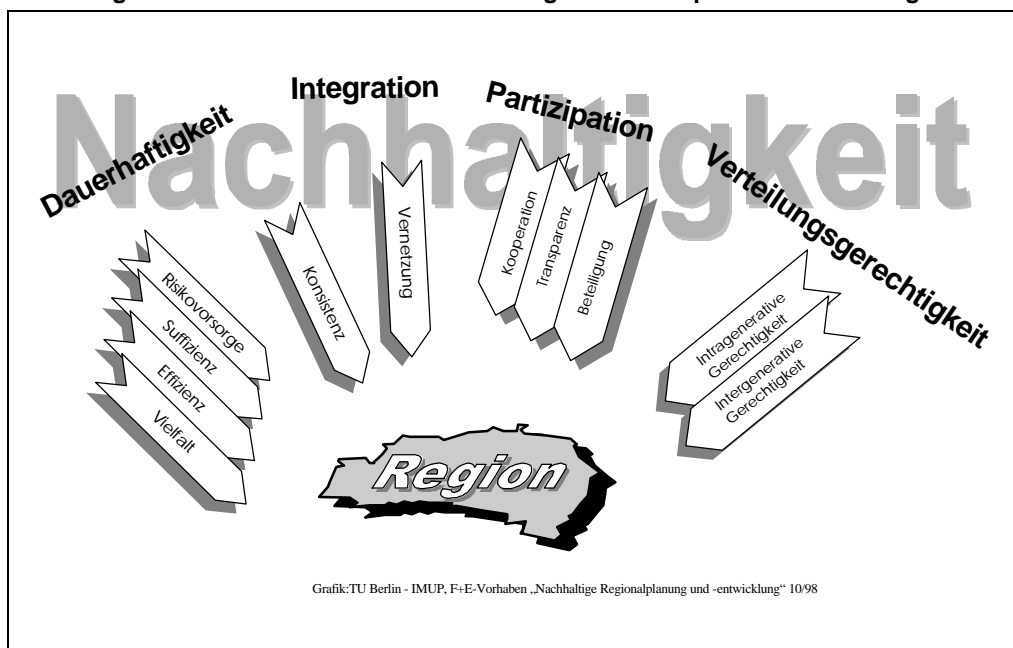 Nachhaltigkeit
Dauerhaftigkeit
Integration
Partizipation
Verteilungsgerechtigkeit
Risikovorsorge
Suffizienz
Effizienz
Vielfalt
Konsistenz
Vernetzung
Kooperation
Transparenz
Beteiligung
Intragenerative
Gerechtigkeit
Intergenerative
Gerechtigkeit
Region
Grafik:TU Berlin - IMUP, F+E-Vorhaben „Nachhaltige Regionalplanung und -entwicklung“ 10/98